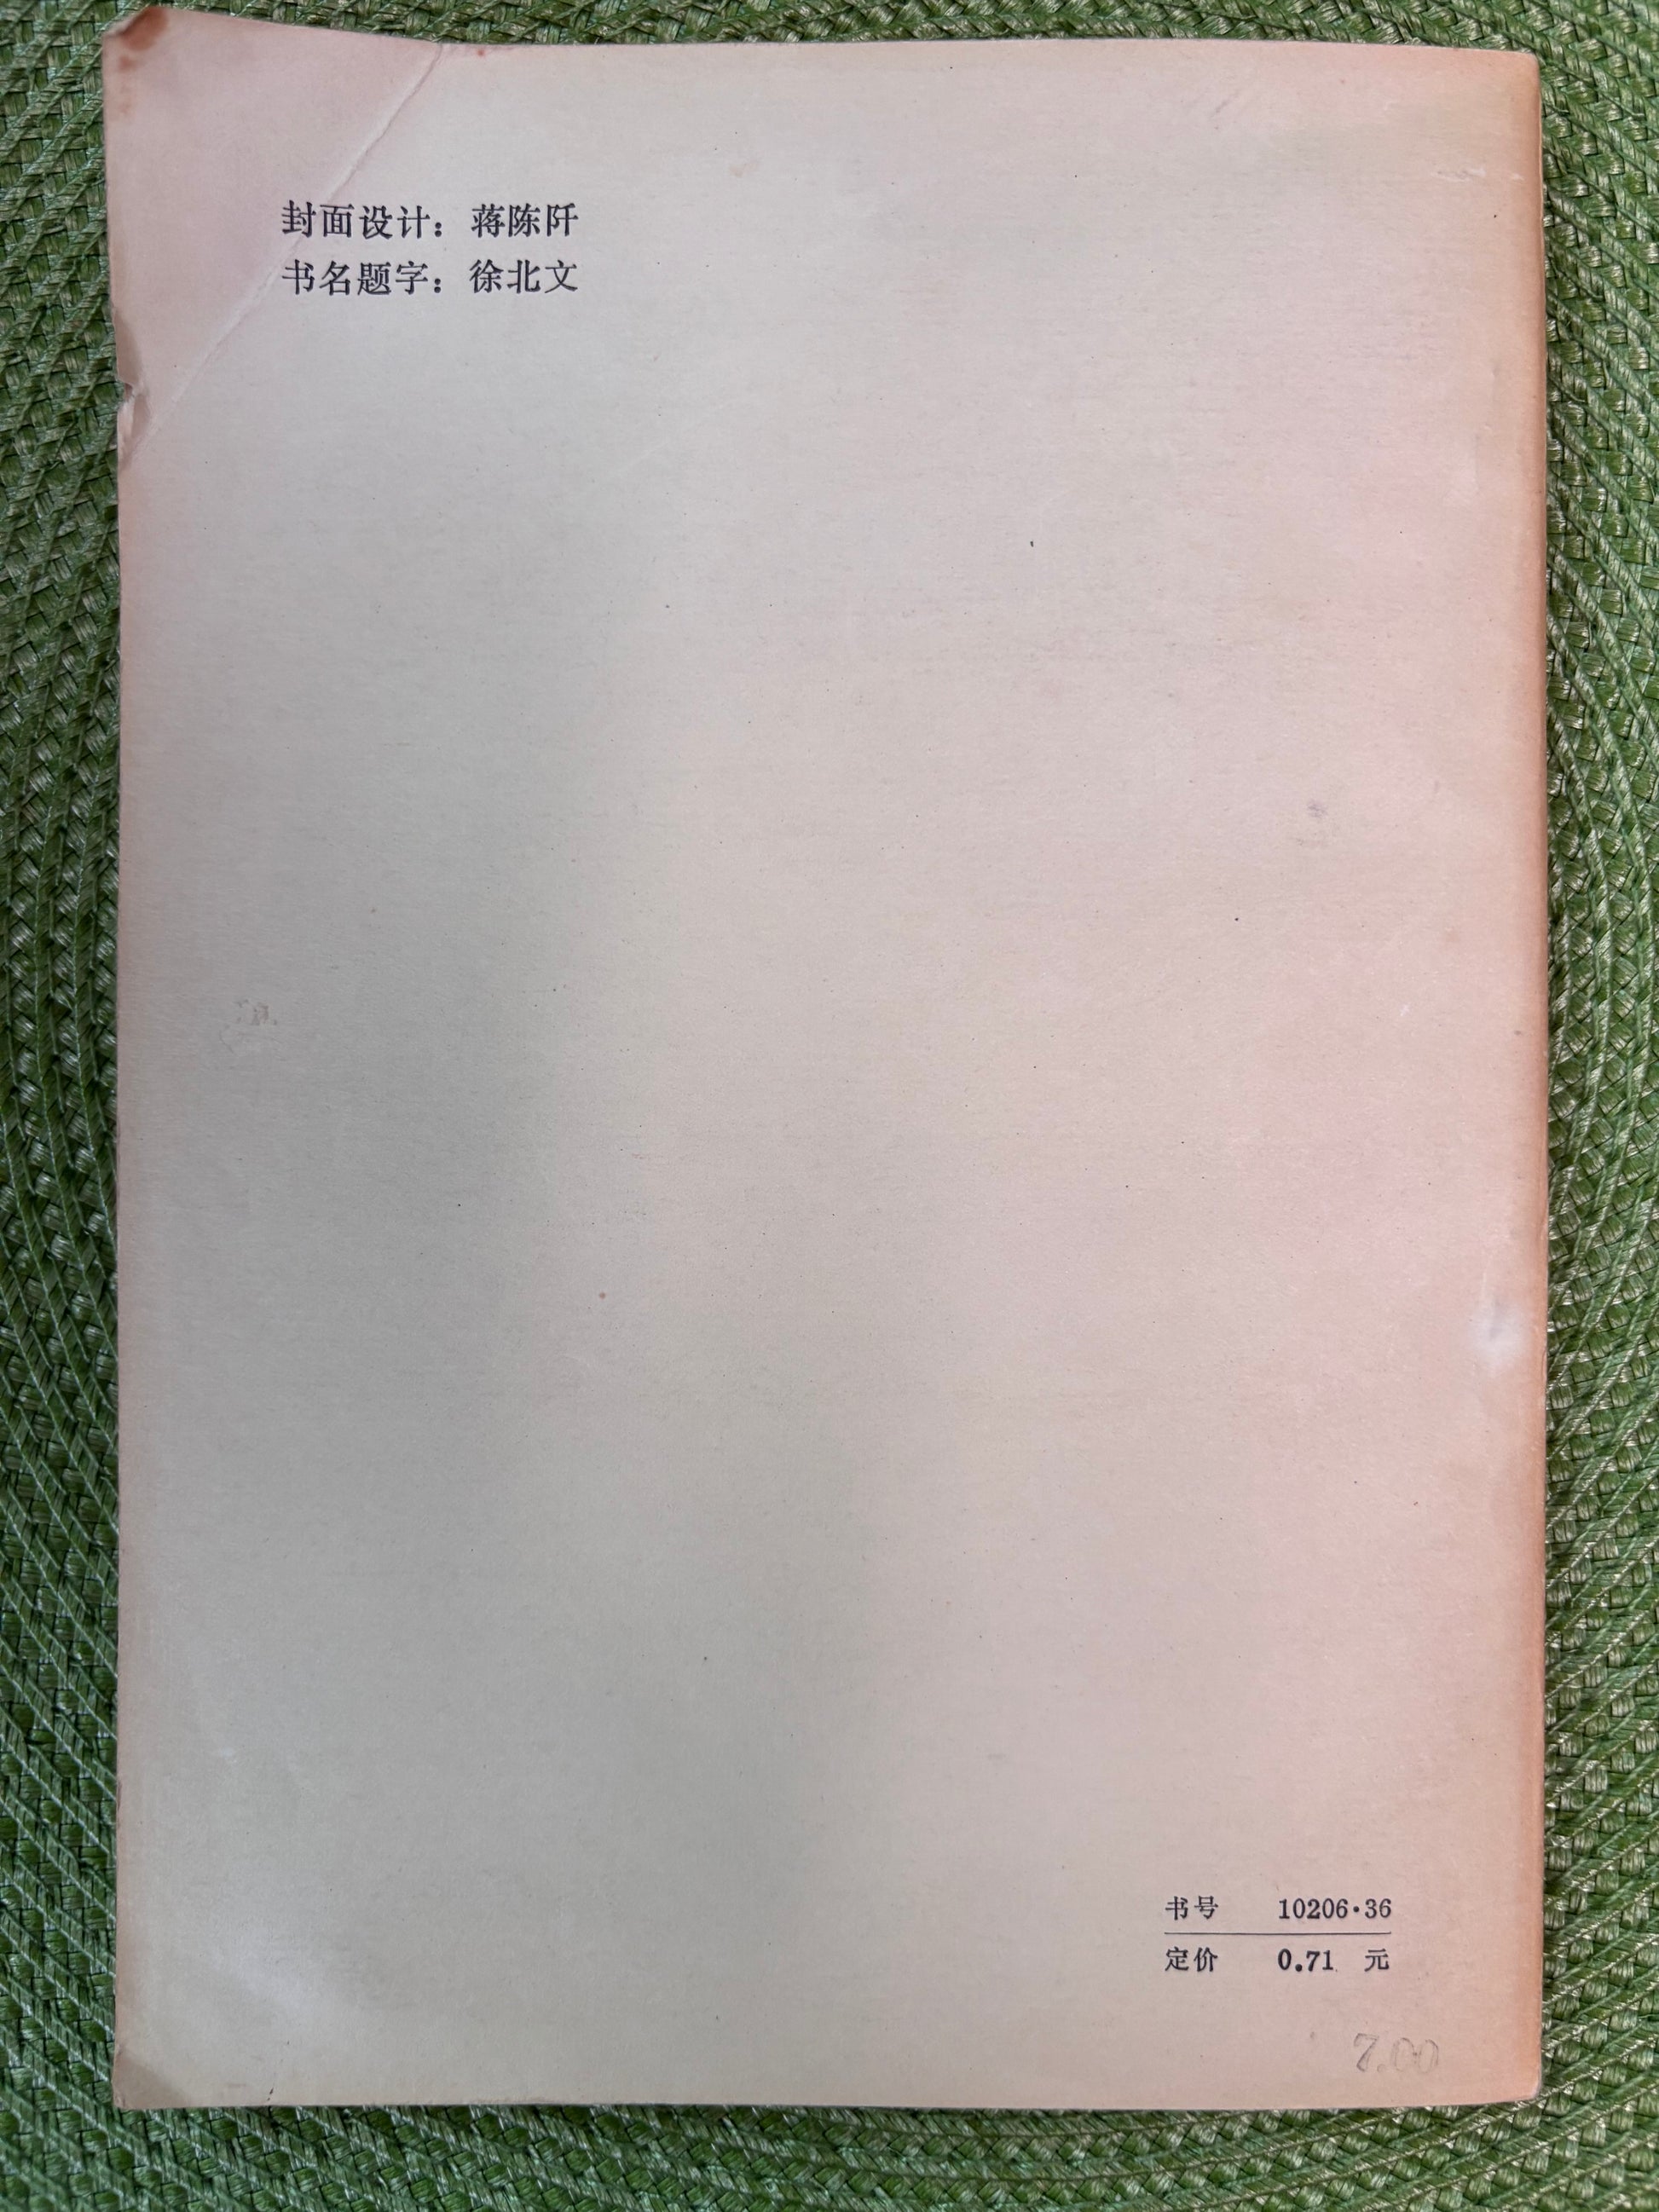 封面设计：蒋陈阡
书名题字：徐北文
书号 10206·36
定价 0.71 元
7.00